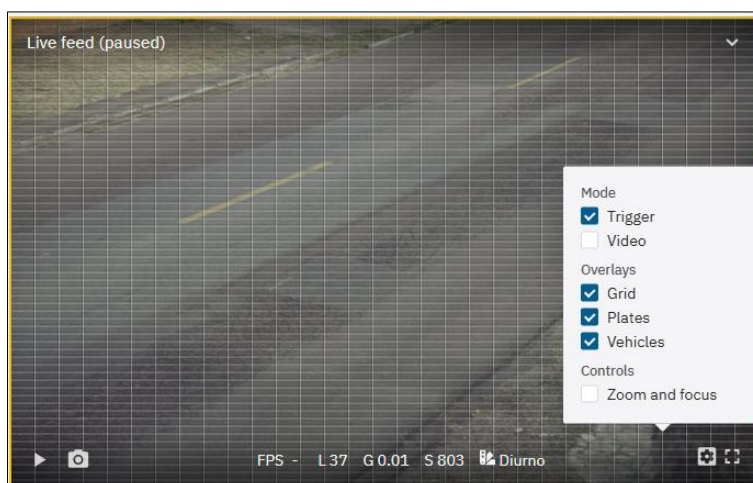 Live feed (paused)
Mode
Trigger
Video
Overlays
Grid
Plates
Vehicles
Controls
Zoom and focus
FPS - L 37 G 0.01 S 803 Diurno